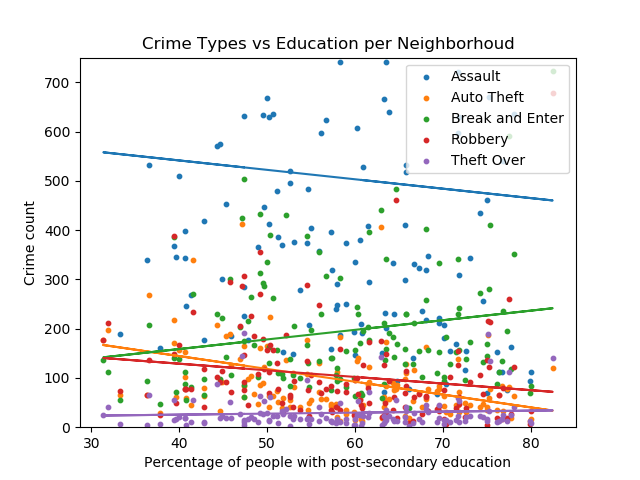 Crime Types vs Education per Neighborhoud
Assault
Auto Theft
Break and Enter
Robbery
Theft Over
700
600
500
400
300
200
100
0
Crime count
30
40
50
60
70
80
Percentage of people with post-secondary education